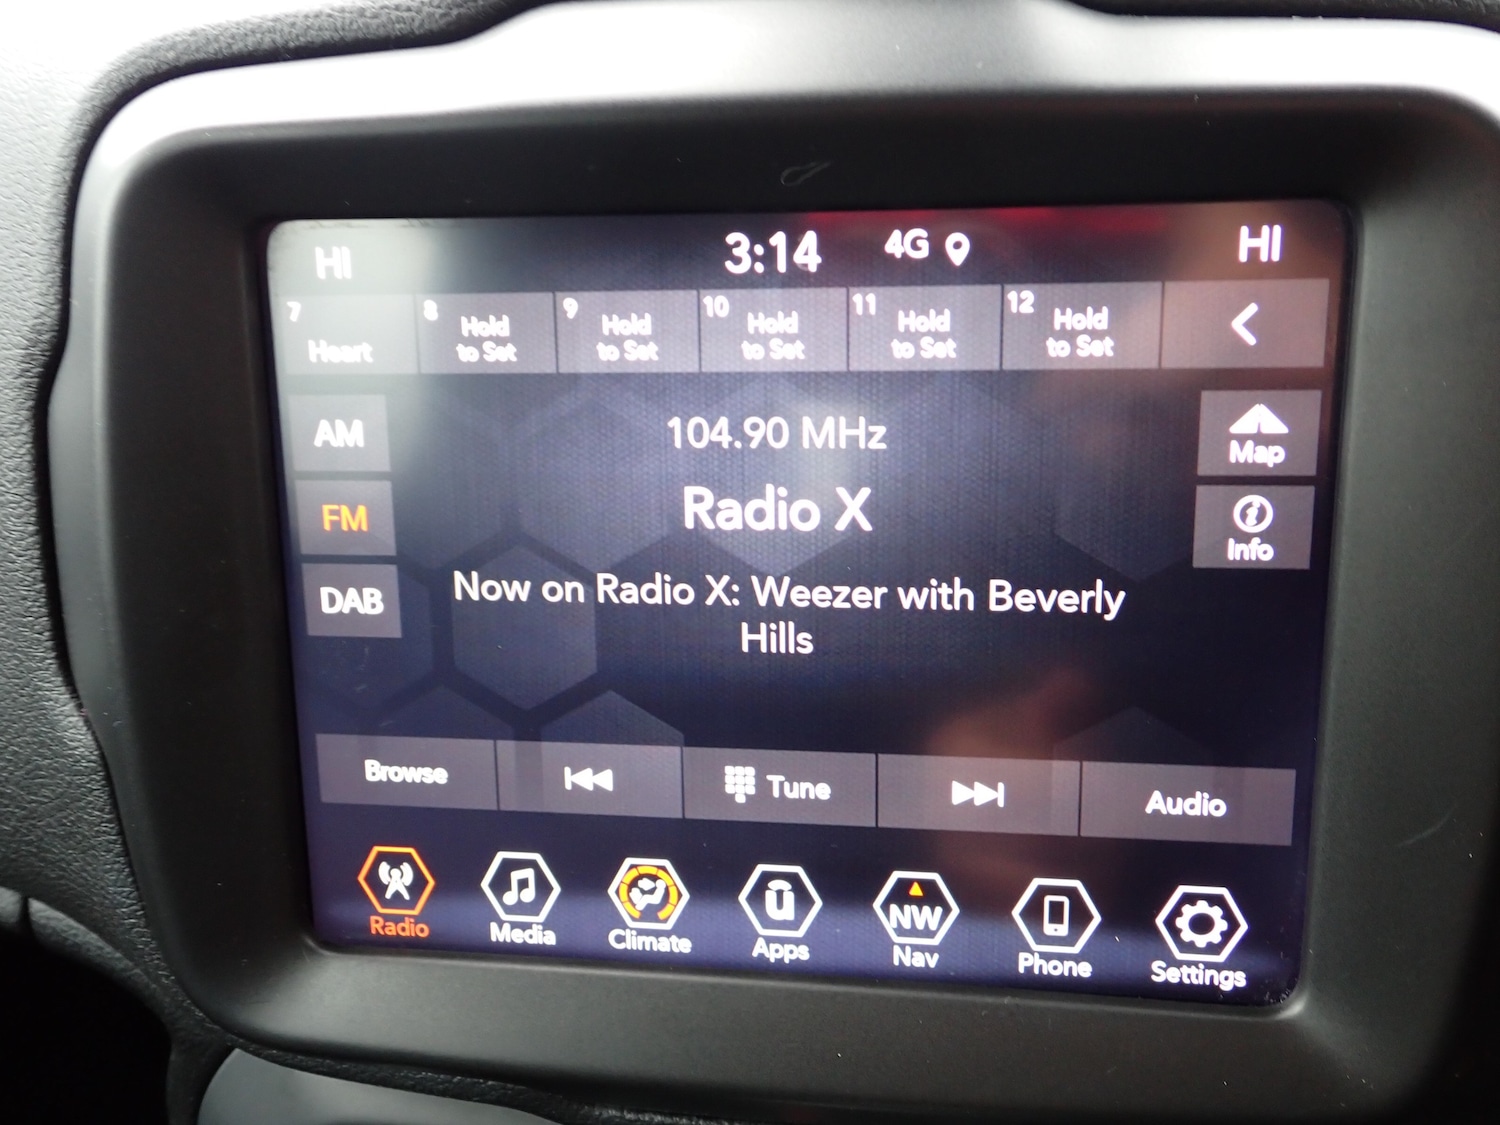 HI 3:14 4G HI
7 8 9 10 11 12
Heart Hold Hold Hold Hold Hold
to Set to Set to Set to Set to Set
AM 104.90 MHz Map
FM Radio X Info
DAB Now on Radio X: Weezer with Beverly
Hills
Browse Tune Audio
u NW
Radio Media Climate Apps Nav Phone Settings